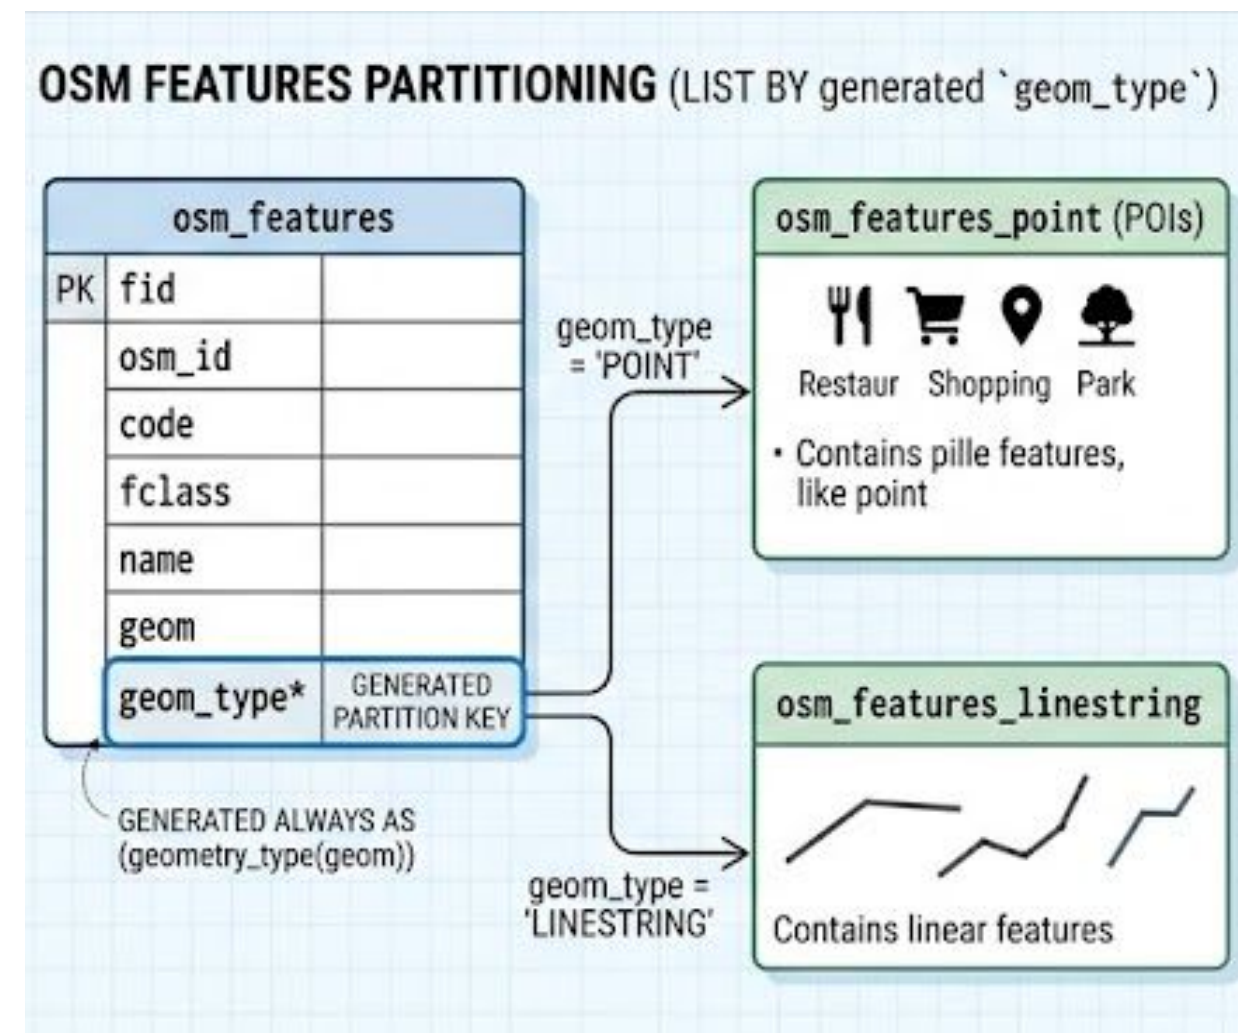 OSM FEATURES PARTITIONING (LIST BY generated `geom_type`)
osm_features
PK fid
osm_id
code
fclass
name
geom
geom_type* GENERATED
PARTITION KEY
GENERATED ALWAYS AS
(geometry_type(geom))
geom_type
= 'POINT'
geom_type =
'LINESTRING'
osm_features_point (POIs)
Restaur Shopping Park
• Contains pille features,
like point
osm_features_linestring
Contains linear features